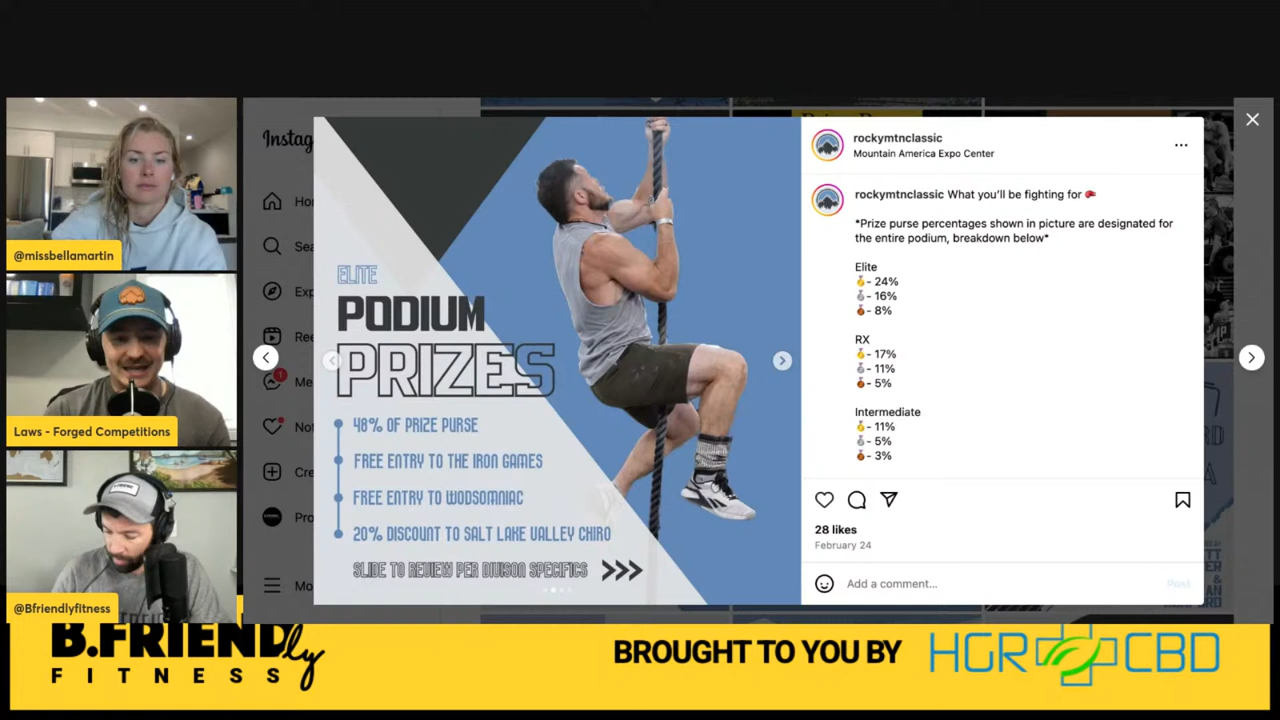 @missbellamartin
Laws - Forged Competitions
@Bfriendlyfitness
Instag
Ho
Sea
Exp
Ree
Me
1
Not
Cre
Pro
Mo
ELITE
PODIUM
PRIZES
48% OF PRIZE PURSE
FREE ENTRY TO THE IRON GAMES
FREE ENTRY TO WODSOMNIAC
20% DISCOUNT TO SALT LAKE VALLEY CHIRO
SLIDE TO REVIEW PER DIVISON SPECIFICS
rockymtnclassic
Mountain America Expo Center
rockymtnclassic What you'll be fighting for 🥊
*Prize purse percentages shown in picture are designated for
the entire podium, breakdown below*
Elite
🥇- 24%
🥈- 16%
🥉- 8%
RX
🥇- 17%
🥈- 11%
🥉- 5%
Intermediate
🥇- 11%
🥈- 5%
🥉- 3%
28 likes
February 24
Add a comment...
Post
B.FRIENDly
FITNESS
BROUGHT TO YOU BY
HGR CBD